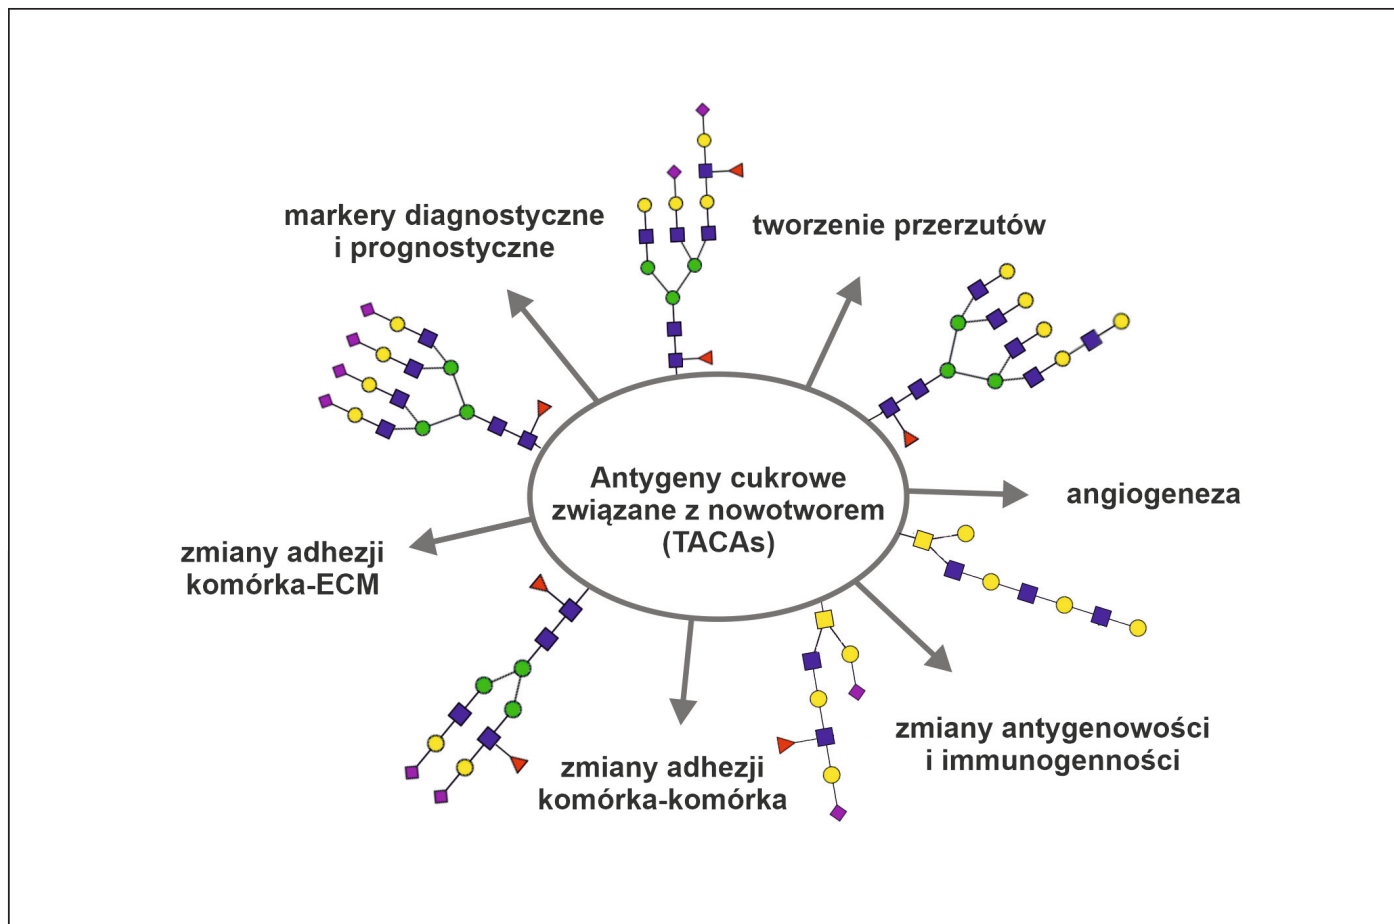 markery diagnostyczne
i prognostyczne
tworzenie przerzutów
Antygeny cukrowe
związane z nowotworem
(TACAs)
angiogeneza
zmiany adhezji
komórka-ECM
zmiany antygenowości
i immunogenności
zmiany adhezji
komórka-komórka